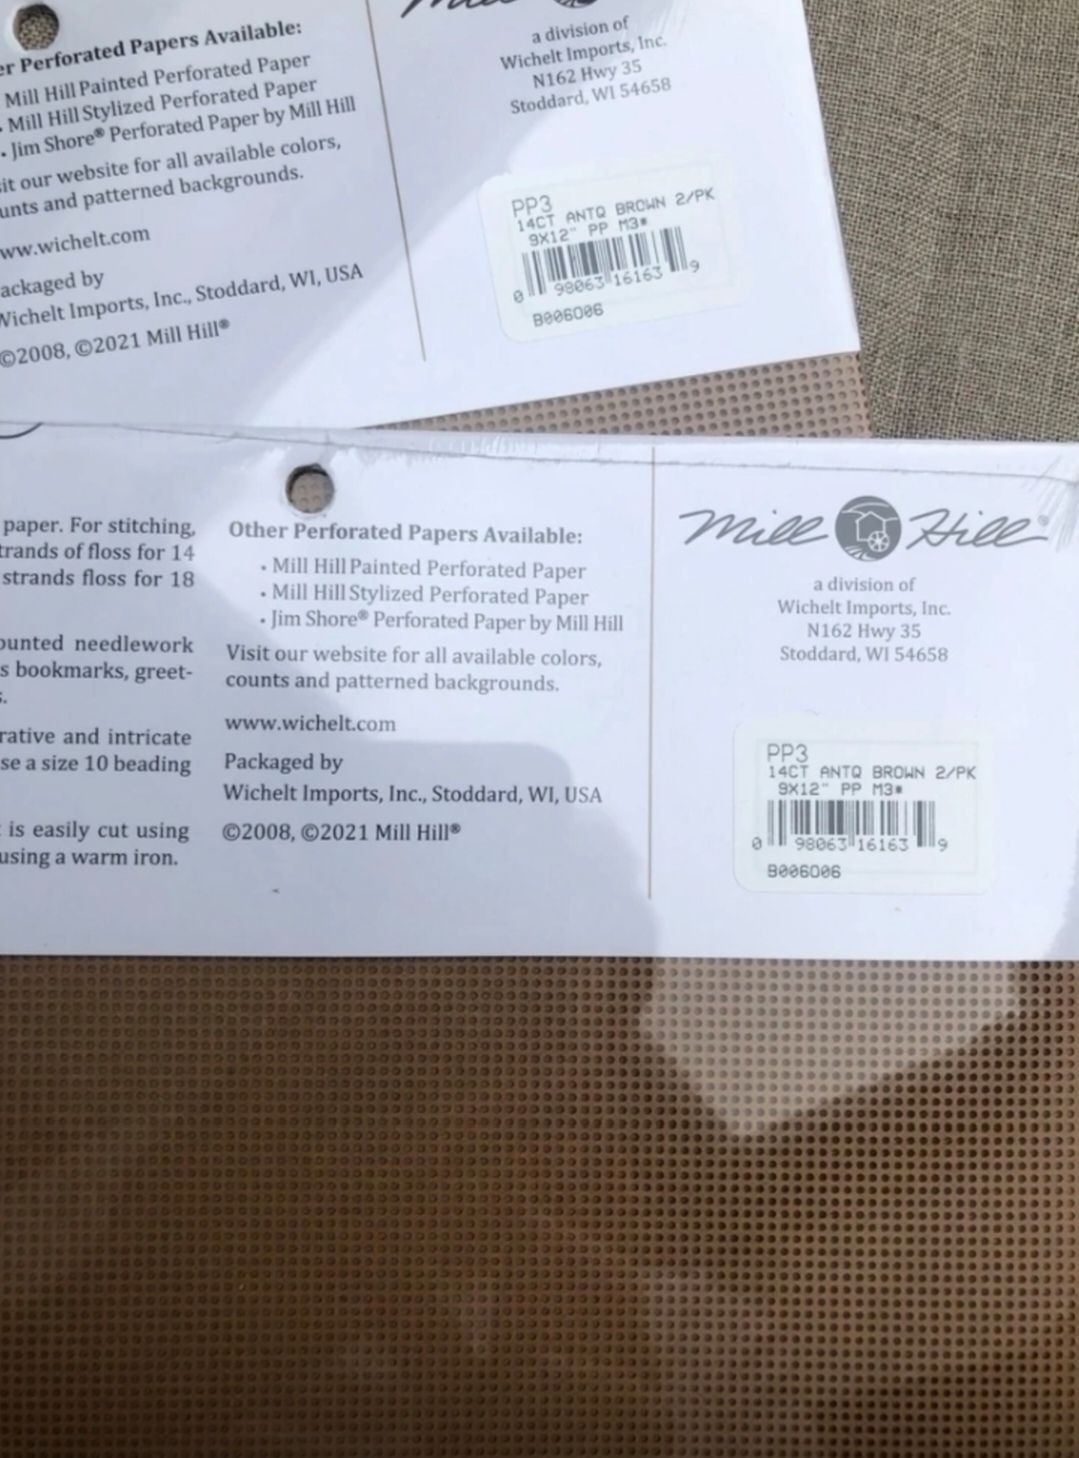 er Perforated Papers Available:
Mill Hill Painted Perforated Paper
• Mill Hill Stylized Perforated Paper
• Jim Shore® Perforated Paper by Mill Hill
sit our website for all available colors,
unts and patterned backgrounds.
ww.wichelt.com
ackaged by
Wichelt Imports, Inc., Stoddard, WI, USA
©2008, ©2021 Mill Hill®
a division of
Wichelt Imports, Inc.
N162 Hwy 35
Stoddard, WI 54658
PP3
14CT ANTQ BROWN 2/PK
9X12" PP M3*
0 98063 16163 9
B006006
paper. For stitching,
trands of floss for 14
strands floss for 18
ounted needlework
s bookmarks, greet-
s.
rative and intricate
se a size 10 beading
is easily cut using
using a warm iron.
Other Perforated Papers Available:
• Mill Hill Painted Perforated Paper
• Mill Hill Stylized Perforated Paper
• Jim Shore® Perforated Paper by Mill Hill
Visit our website for all available colors,
counts and patterned backgrounds.
www.wichelt.com
Packaged by
Wichelt Imports, Inc., Stoddard, WI, USA
©2008, ©2021 Mill Hill®
Mill Hill®
a division of
Wichelt Imports, Inc.
N162 Hwy 35
Stoddard, WI 54658
PP3
14CT ANTQ BROWN 2/PK
9X12" PP M3*
0 98063 16163 9
B006006